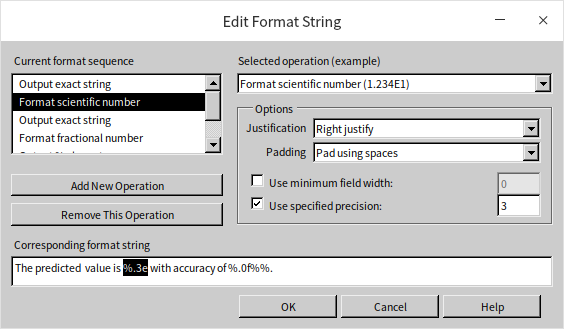 Edit Format String
Current format sequence
Output exact string
Format scientific number
Output exact string
Format fractional number
Selected operation (example)
Format scientific number (1.234E1)
Options
Justification Right justify
Padding Pad using spaces
Use minimum field width: 0
Use specified precision: 3
Add New Operation
Remove This Operation
Corresponding format string
The predicted value is %.3e with accuracy of %.0f%%.
OK Cancel Help